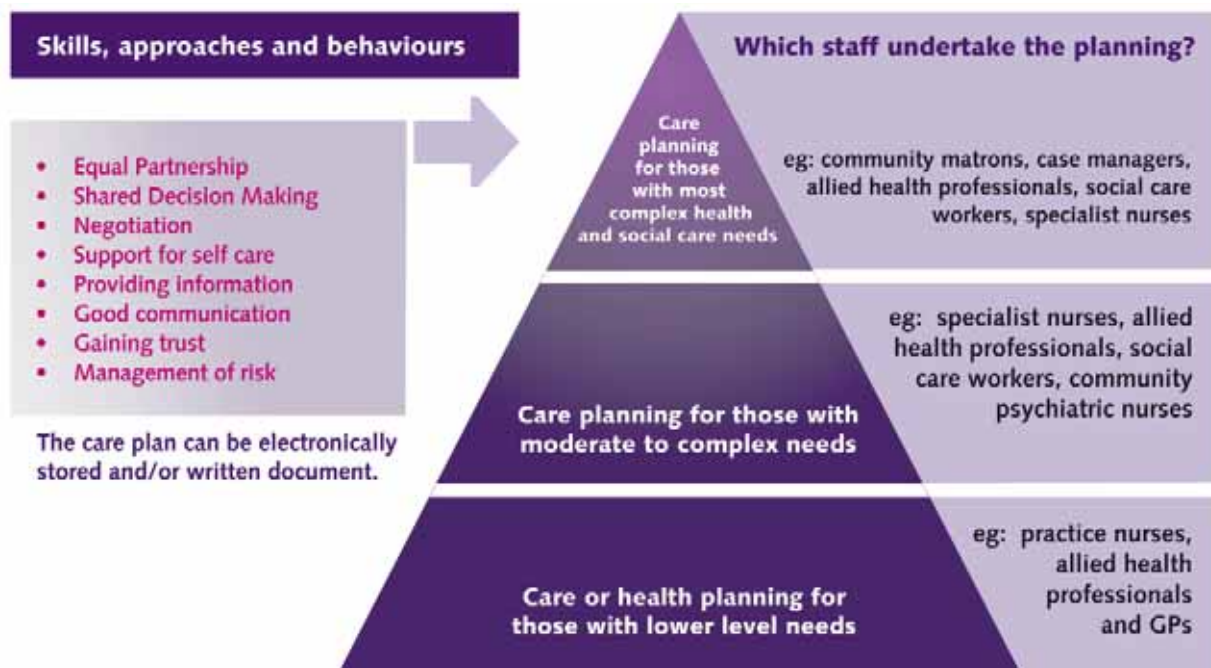 Skills, approaches and behaviours
• Equal Partnership
• Shared Decision Making
• Negotiation
• Support for self care
• Providing information
• Good communication
• Gaining trust
• Management of risk
The care plan can be electronically
stored and/or written document.
Care
planning
for those
with most
complex health
and social care needs
Care planning for those with
moderate to complex needs
Care or health planning for
those with lower level needs
Which staff undertake the planning?
eg: community matrons, case managers,
allied health professionals, social care
workers, specialist nurses
eg: specialist nurses, allied
health professionals, social
care workers, community
psychiatric nurses
eg: practice nurses,
allied health
professionals
and GPs